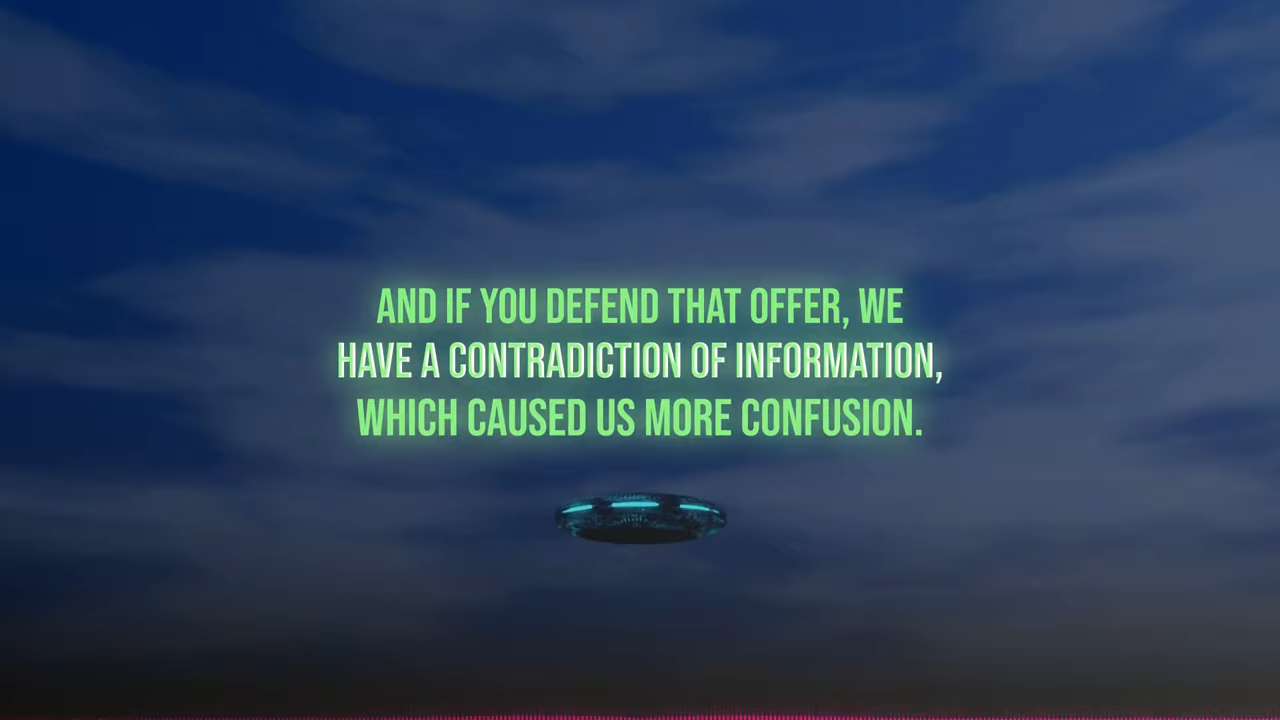 AND IF YOU DEFEND THAT OFFER, WE
HAVE A CONTRADICTION OF INFORMATION,
WHICH CAUSED US MORE CONFUSION.